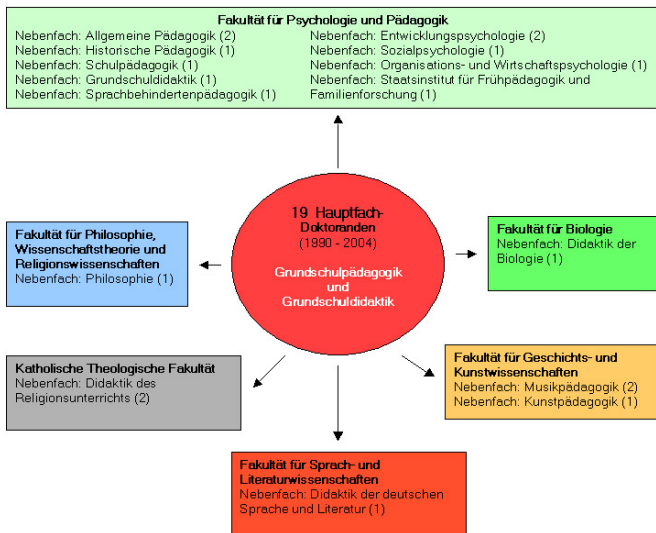 Fakultät für Psychologie und Pädagogik
Nebenfach: Allgemeine Pädagogik (2)
Nebenfach: Historische Pädagogik (1)
Nebenfach: Schulpädagogik (1)
Nebenfach: Grundschuldidaktik (1)
Nebenfach: Sprachbehindertenpädagogik (1)
Nebenfach: Entwicklungspsychologie (2)
Nebenfach: Sozialpsychologie (1)
Nebenfach: Organisations- und Wirtschaftspsychologie (1)
Nebenfach: Staatsinstitut für Frühpädagogik und
Familienforschung (1)
19 Hauptfach-
Doktoranden
(1990 - 2004)
Grundschulpädagogik
und
Grundschuldidaktik
Fakultät für Philosophie,
Wissenschaftstheorie und
Religionswissenschaften
Nebenfach: Philosophie (1)
Fakultät für Biologie
Nebenfach: Didaktik der
Biologie (1)
Katholische Theologische Fakultät
Nebenfach: Didaktik des
Religionsunterrichts (2)
Fakultät für Geschichts- und
Kunstwissenschaften
Nebenfach: Musikpädagogik (2)
Nebenfach: Kunstpädagogik (1)
Fakultät für Sprach- und
Literaturwissenschaften
Nebenfach: Didaktik der deutschen
Sprache und Literatur (1)